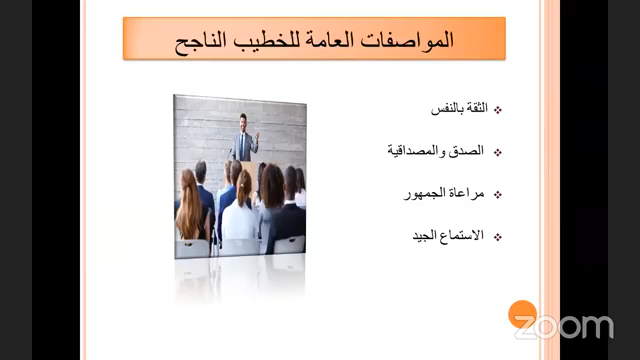 المواصفات العامة للخطيب الناجح
الثقة بالنفس
الصدق والمصداقية
مراعاة الجمهور
الاستماع الجيد
zoom